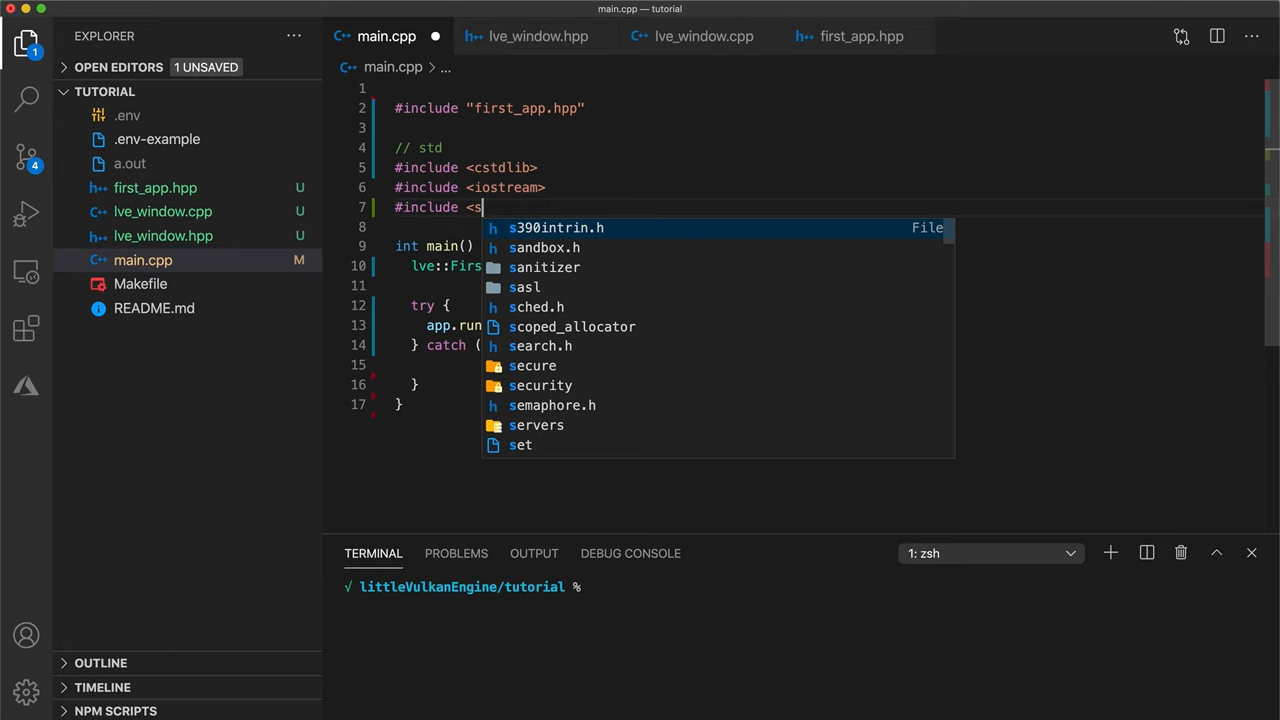 main.cpp — tutorial
EXPLORER
main.cpp
lve_window.hpp
lve_window.cpp
first_app.hpp
1
OPEN EDITORS 1 UNSAVED
main.cpp > ...
TUTORIAL
.env
.env-example
a.out
first_app.hpp U
lve_window.cpp U
lve_window.hpp U
main.cpp M
Makefile
README.md
4
1
2 #include "first_app.hpp"
3
4 // std
5 #include <cstdlib>
6 #include <iostream>
7 #include <s
8
9 int main()
10 lve::Firs
11
12 try {
13 app.run
14 } catch (
15
16 }
17 }
s390intrin.h File
sandbox.h
sanitizer
sasl
sched.h
scoped_allocator
search.h
secure
security
semaphore.h
servers
set
TERMINAL PROBLEMS OUTPUT DEBUG CONSOLE 1: zsh
√ littleVulkanEngine/tutorial %
OUTLINE
TIMELINE
NPM SCRIPTS